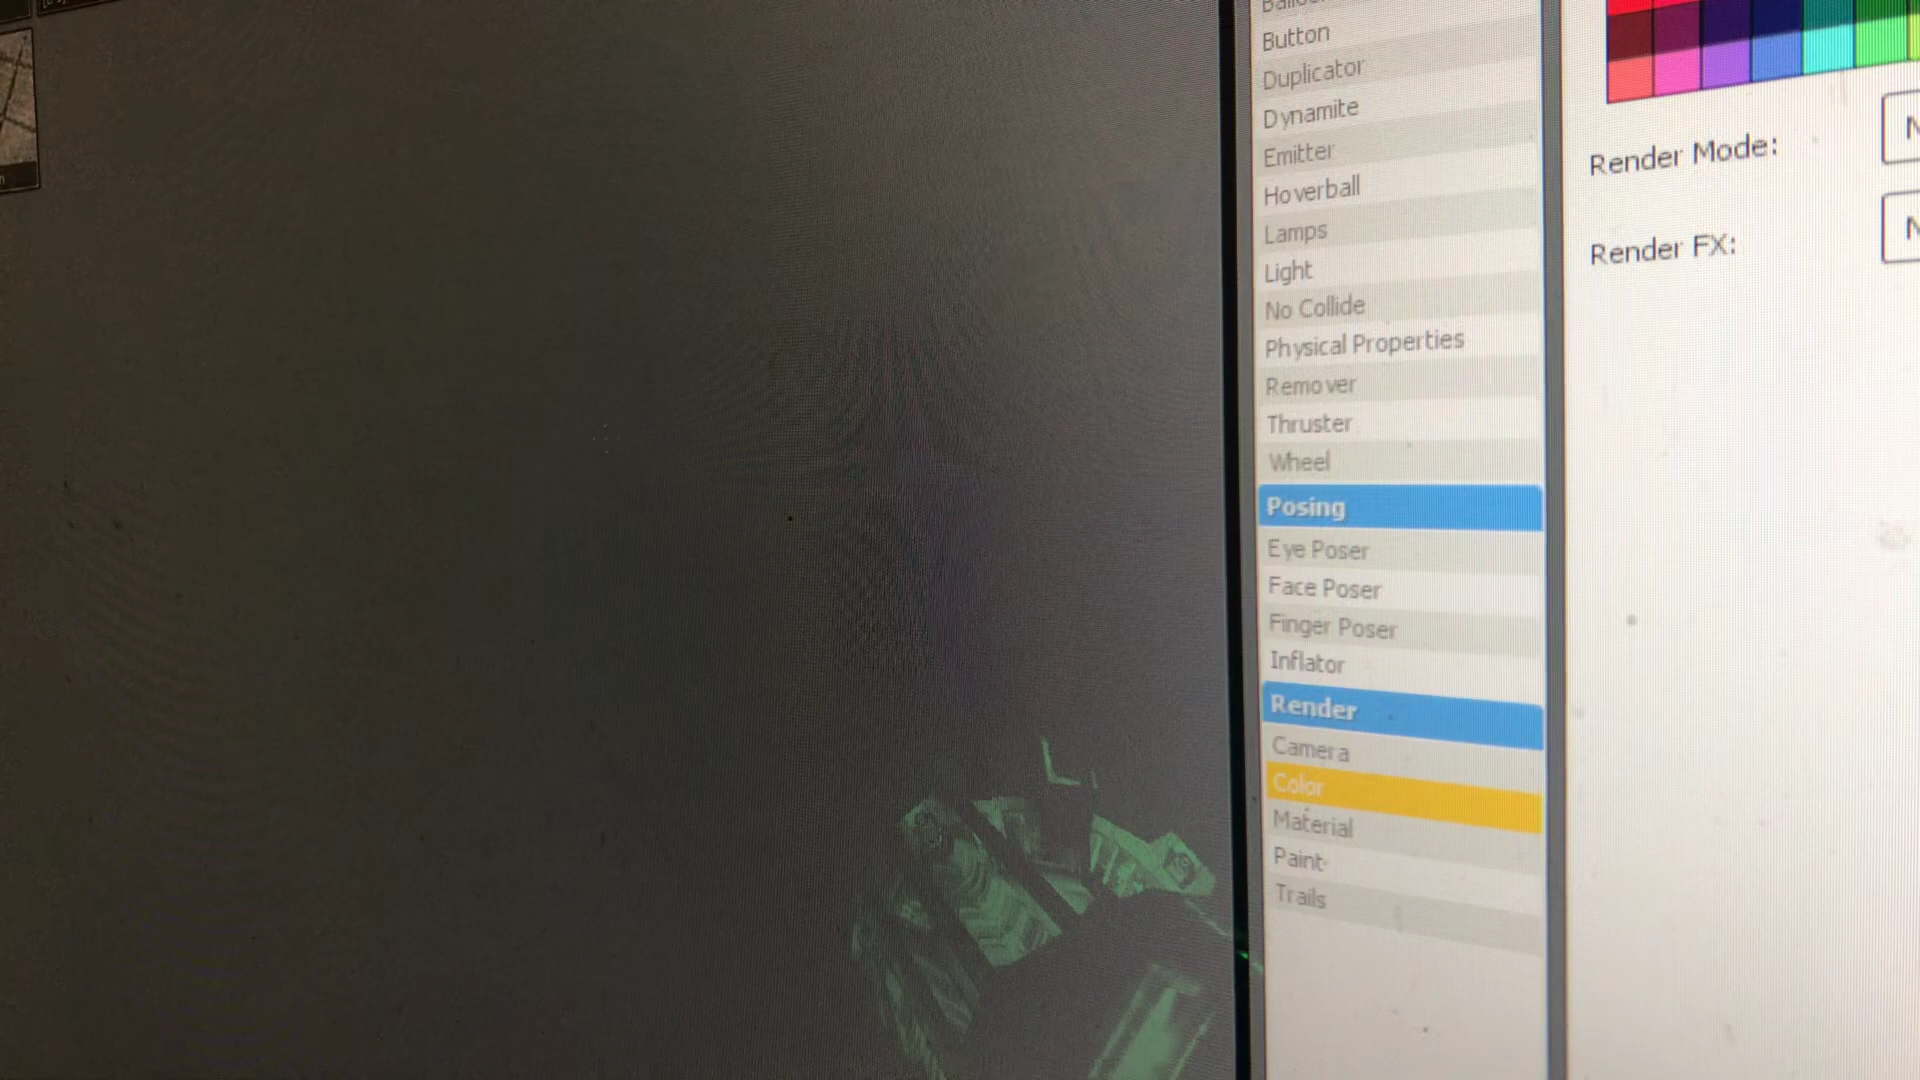 Button
Duplicator
Dynamite
Emitter
Hoverball
Lamps
Light
No Collide
Physical Properties
Remover
Thruster
Wheel
Posing
Eye Poser
Face Poser
Finger Poser
Inflator
Render
Camera
Color
Material
Paint
Trails
Render Mode:
Render FX: